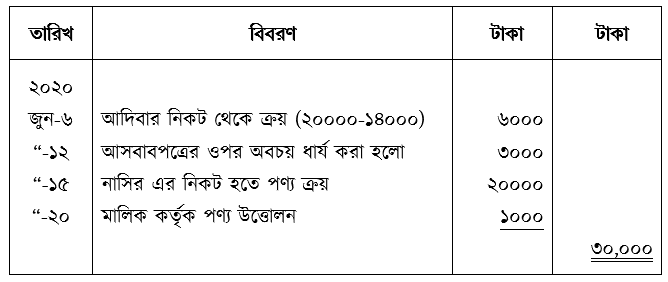 তারিখ বিবরণ টাকা টাকা
২০২০
জুন-৬ আদিবার নিকট থেকে ক্রয় (২০০০০-১৪০০০) ৬০০০
“-১২ আসবাবপত্রের ওপর অবচয় ধার্য করা হলো ৩০০০
“-১৫ নাসির এর নিকট হতে পণ্য ক্রয় ২০০০০
“-২০ মালিক কর্তৃক পণ্য উত্তোলন ১০০০
৩০,০০০